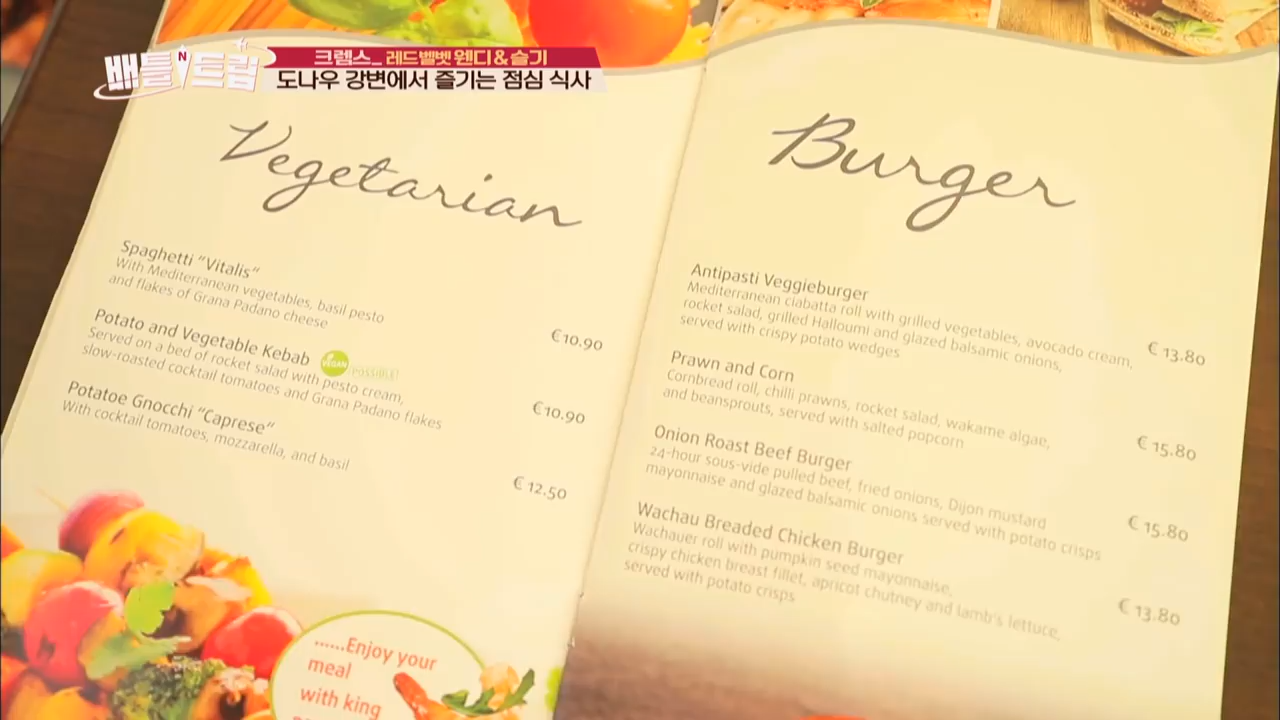 배틀트립
크렘스_ 레드벨벳 웬디&슬기
도나우 강변에서 즐기는 점심 식사
Vegetarian
Spaghetti “Vitalis”
With Mediterranean vegetables, basil pesto
and flakes of Grana Padano cheese
€10.90
Potato and Vegetable Kebab VEGAN POSSIBLE!
Served on a bed of rocket salad with pesto cream,
slow-roasted cocktail tomatoes and Grana Padano flakes
€10.90
Potatoe Gnocchi “Caprese”
With cocktail tomatoes, mozzarella, and basil
€ 12.50
......Enjoy your
meal
with king
Burger
Antipasti Veggieburger
Mediterranean ciabatta roll with grilled vegetables, avocado cream,
rocket salad, grilled Halloumi and glazed balsamic onions,
served with crispy potato wedges
€ 13.80
Prawn and Corn
Cornbread roll, chilli prawns, rocket salad, wakame algae,
and beansprouts, served with salted popcorn
€ 15.80
Onion Roast Beef Burger
24-hour sous-vide pulled beef, fried onions, Dijon mustard
mayonnaise and glazed balsamic onions served with potato crisps
€ 15.80
Wachau Breaded Chicken Burger
Wachauer roll with pumpkin seed mayonnaise,
crispy chicken breast fillet, apricot chutney and lamb's lettuce,
served with potato crisps
€ 13.80